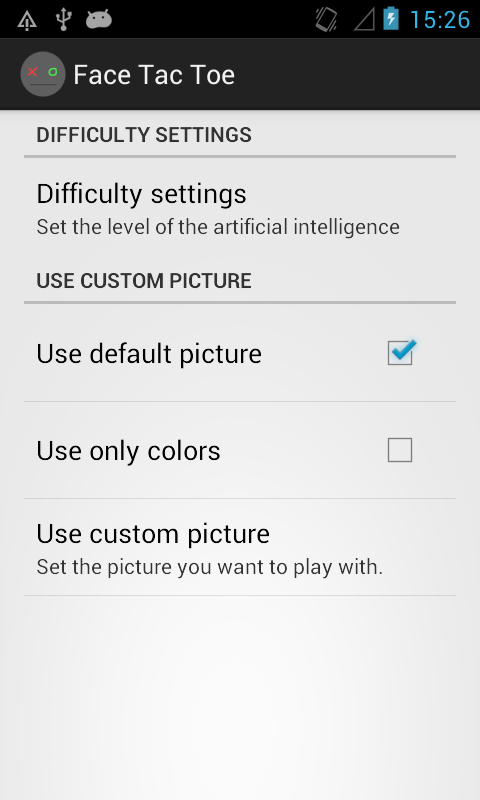 15:26
Face Tac Toe
DIFFICULTY SETTINGS
Difficulty settings
Set the level of the artificial intelligence
USE CUSTOM PICTURE
Use default picture
Use only colors
Use custom picture
Set the picture you want to play with.